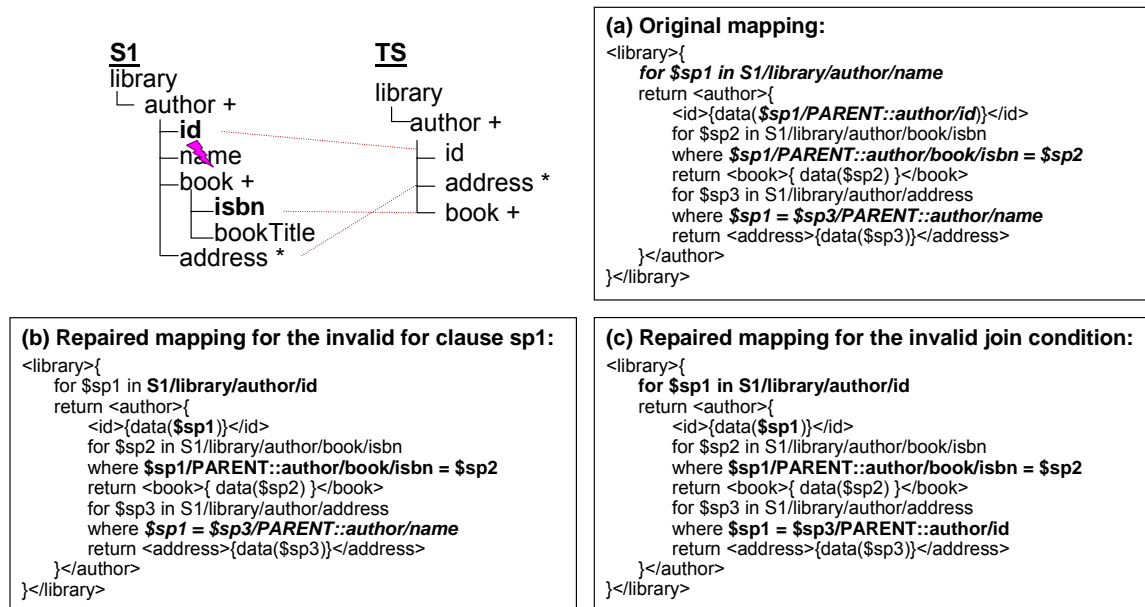 S1
library
author +
id
name
book +
isbn
bookTitle
address *
TS
library
author +
id
address *
book +
(a) Original mapping:
<library>{
for $sp1 in S1/library/author/name
return <author>{
<id>{data($sp1/PARENT::author/id)}</id>
for $sp2 in S1/library/author/book/isbn
where $sp1/PARENT::author/book/isbn = $sp2
return <book>{ data($sp2) }</book>
for $sp3 in S1/library/author/address
where $sp1 = $sp3/PARENT::author/name
return <address>{data($sp3)}</address>
}</author>
}</library>
(b) Repaired mapping for the invalid for clause sp1:
<library>{
for $sp1 in S1/library/author/id
return <author>{
<id>{data($sp1)}</id>
for $sp2 in S1/library/author/book/isbn
where $sp1/PARENT::author/book/isbn = $sp2
return <book>{ data($sp2) }</book>
for $sp3 in S1/library/author/address
where $sp1 = $sp3/PARENT::author/name
return <address>{data($sp3)}</address>
}</author>
}</library>
(c) Repaired mapping for the invalid join condition:
<library>{
for $sp1 in S1/library/author/id
return <author>{
<id>{data($sp1)}</id>
for $sp2 in S1/library/author/book/isbn
where $sp1/PARENT::author/book/isbn = $sp2
return <book>{ data($sp2) }</book>
for $sp3 in S1/library/author/address
where $sp1 = $sp3/PARENT::author/id
return <address>{data($sp3)}</address>
}</author>
}</library>